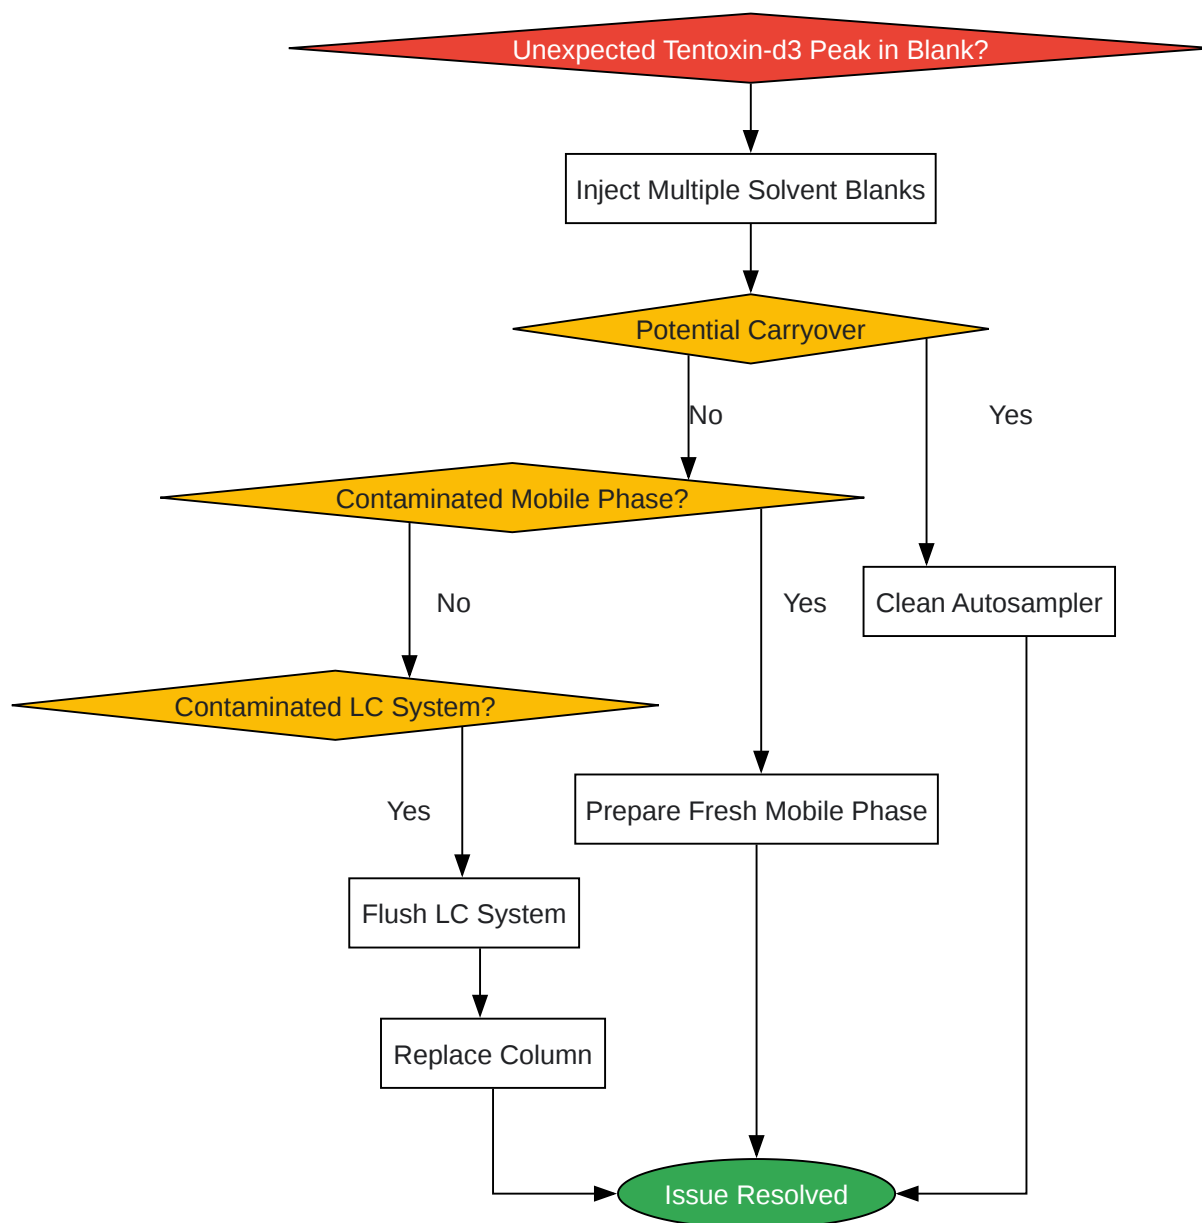 Unexpected Tentoxin-d3 Peak in Blank?
Inject Multiple Solvent Blanks
Potential Carryover
No
Yes
Contaminated Mobile Phase?
No
Yes
Clean Autosampler
Contaminated LC System?
Yes
Prepare Fresh Mobile Phase
Flush LC System
Replace Column
Issue Resolved